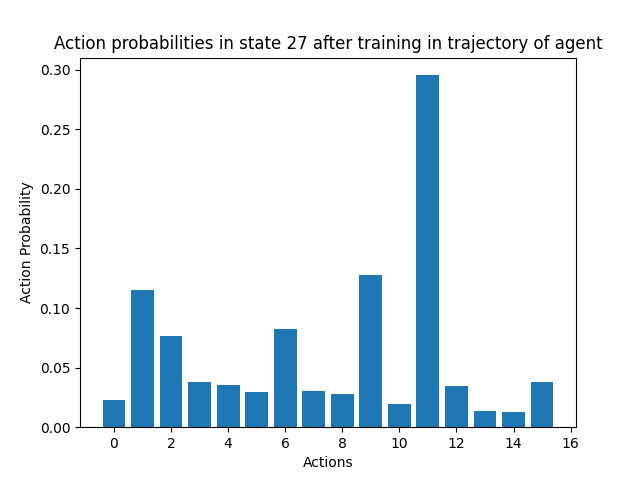 Action probabilities in state 27 after training in trajectory of agent
0.30
0.25
0.20
0.15
0.10
0.05
0.00
Action Probability
0 2 4 6 8 10 12 14 16
Actions